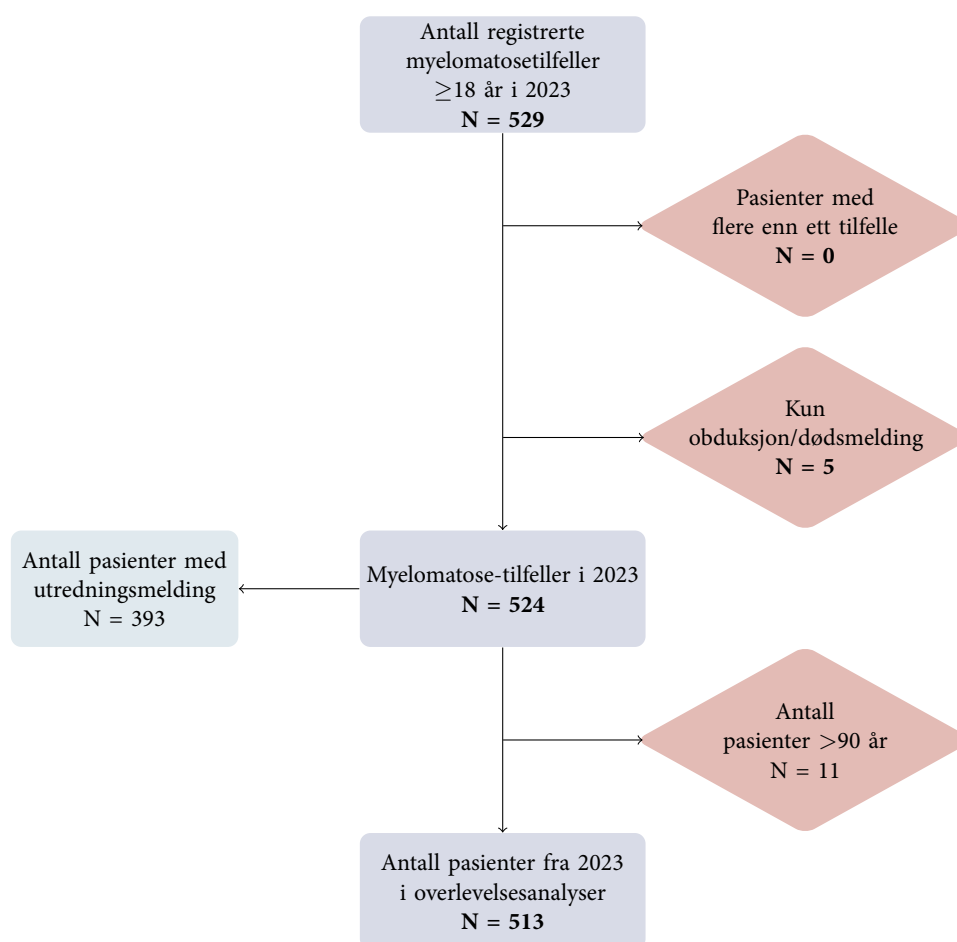 Antall registrerte
myelomatosetilfeller
≥18 år i 2023
N = 529
Pasienter med
flere enn ett tilfelle
N = 0
Kun
obduksjon/dødsmelding
N = 5
Antall pasienter med
utredningsmelding
N = 393
Myelomatose-tilfeller i 2023
N = 524
Antall
pasienter >90 år
N = 11
Antall pasienter fra 2023
i overlevelsesanalyser
N = 513